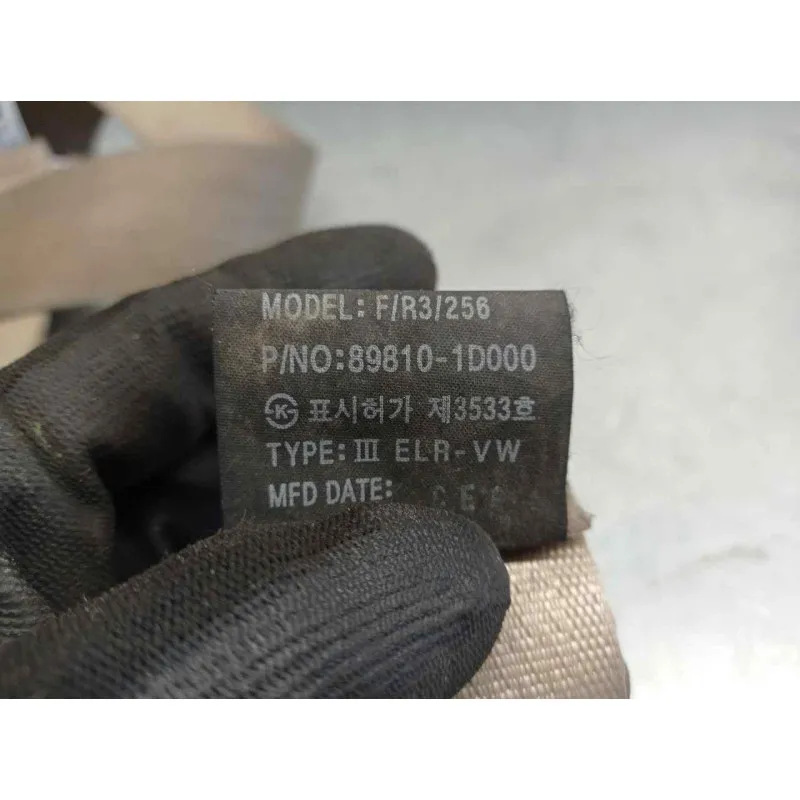 MODEL: F/R3/256
P/NO:89810-1D000
K 표시허가 제3533호
TYPE: III ELR-VW
MFD DATE: